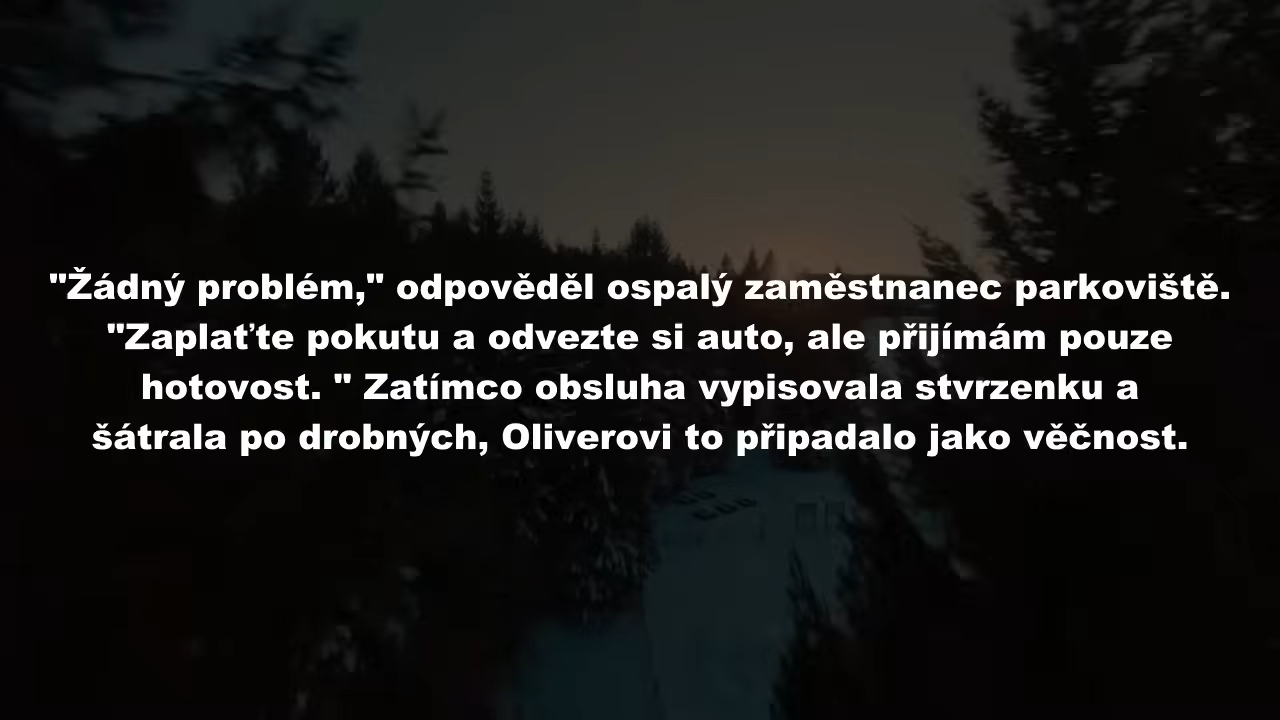 "Žádný problém," odpověděl ospalý zaměstnanec parkoviště.
"Zaplaťte pokutu a odvezte si auto, ale přijímám pouze
hotovost. " Zatímco obsluha vypisovala stvrzenku a
šátrala po drobných, Oliverovi to připadalo jako věčnost.